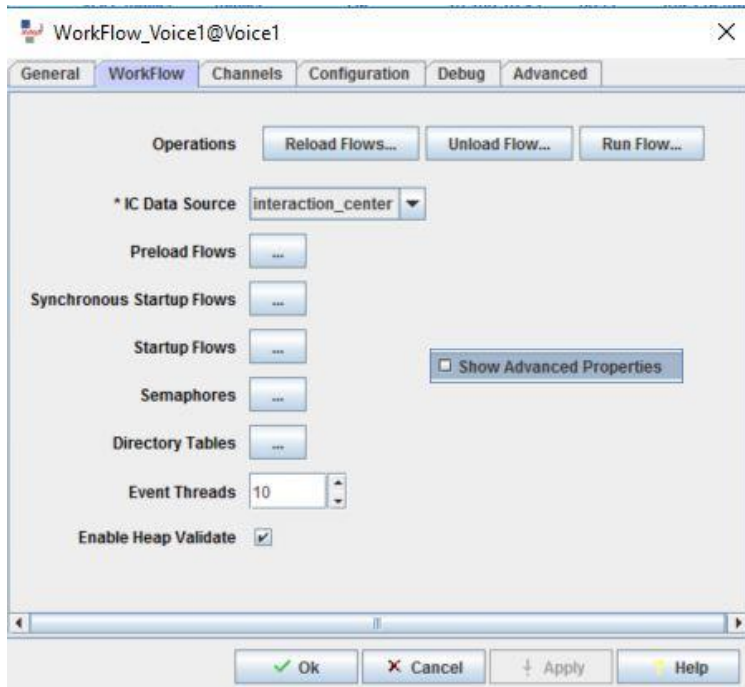 WorkFlow_Voice1@Voice1
General WorkFlow Channels Configuration Debug Advanced
Operations Reload Flows... Unload Flow... Run Flow...
* IC Data Source interaction_center
Preload Flows ...
Synchronous Startup Flows ...
Startup Flows ...
Show Advanced Properties
Semaphores ...
Directory Tables ...
Event Threads 10
Enable Heap Validate
Ok Cancel Apply Help